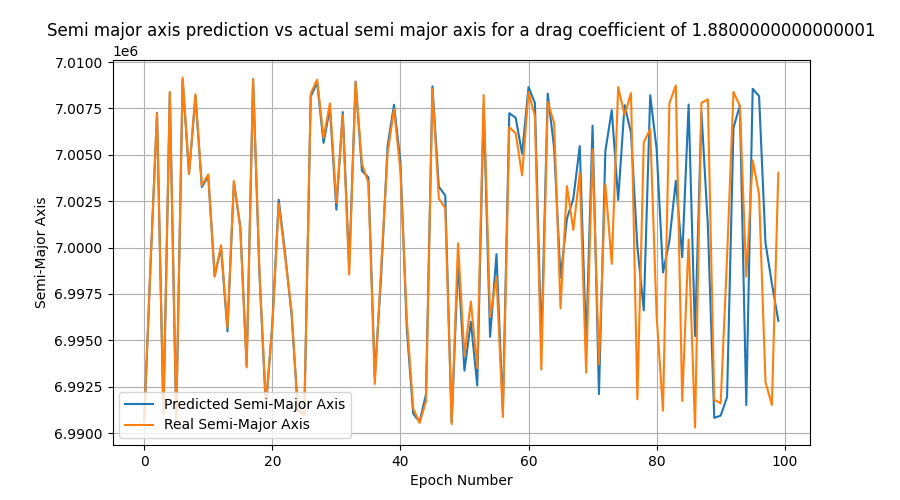 Semi major axis prediction vs actual semi major axis for a drag coefficient of 1.8800000000000001
1e6
7.0100
7.0075
7.0050
7.0025
7.0000
6.9975
6.9950
6.9925
6.9900
Semi-Major Axis
Predicted Semi-Major Axis
Real Semi-Major Axis
0 20 40 60 80 100
Epoch Number